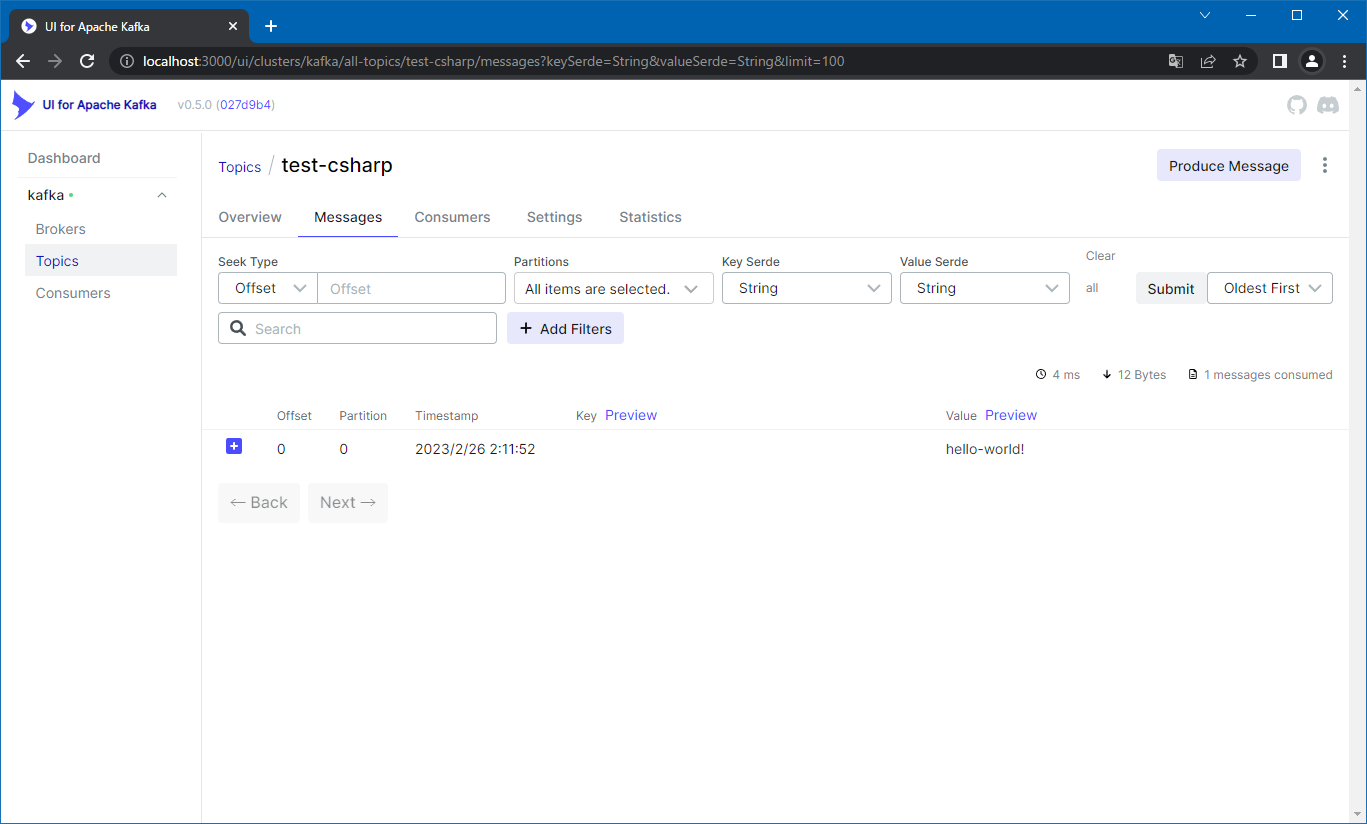 UI for Apache Kafka
localhost:3000/ui/clusters/kafka/all-topics/test-csharp/messages?keySerde=String&valueSerde=String&limit=100
UI for Apache Kafka v0.5.0 (027d9b4)
Dashboard
kafka
Brokers
Topics
Consumers
Topics / test-csharp
Produce Message
Overview Messages Consumers Settings Statistics
Seek Type Partitions Key Serde Value Serde Clear all
Offset Offset All items are selected. String String Submit Oldest First
Search + Add Filters
4 ms 12 Bytes 1 messages consumed
Offset Partition Timestamp Key Preview Value Preview
0 0 2023/2/26 2:11:52 hello-world!
← Back Next →